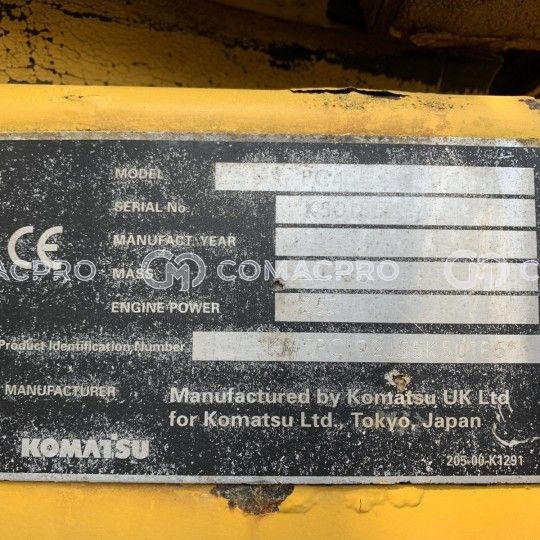 MODEL
SERIAL No
MANUFACT. YEAR
MASS
ENGINE POWER
CE
COMACPRO COMACPRO
Product Identification Number
MANUFACTURER
Manufactured by Komatsu UK Ltd
for Komatsu Ltd., Tokyo, Japan
KOMATSU
205-00-K1291